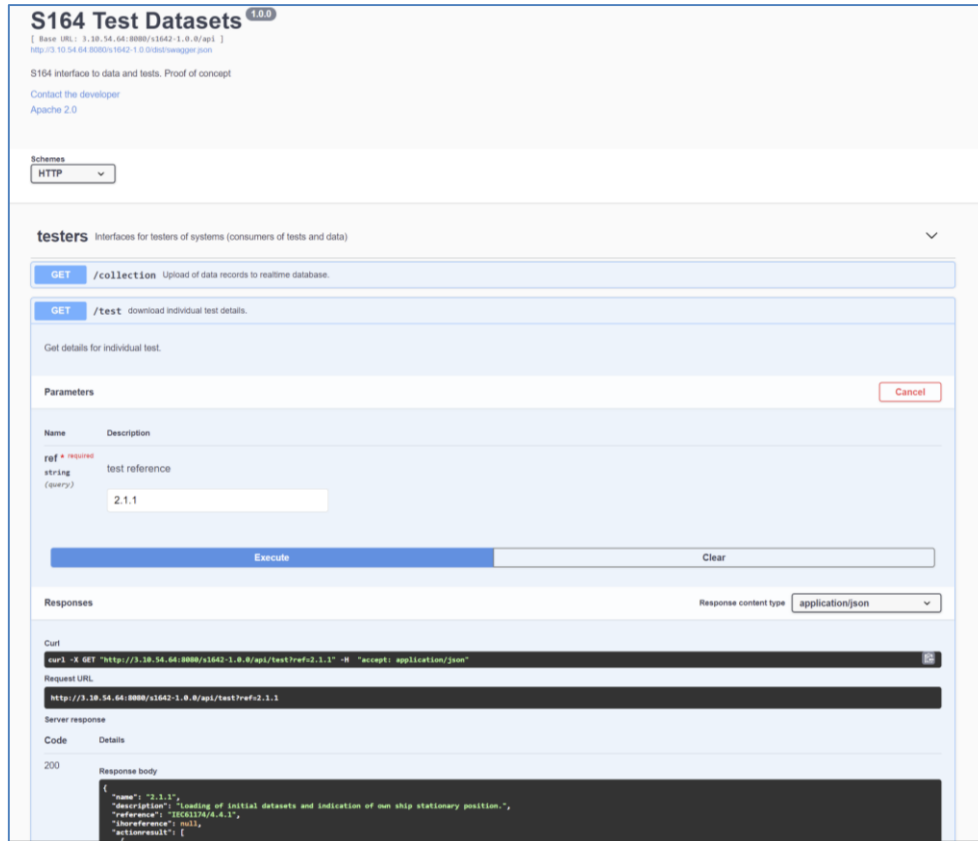 S164 Test Datasets 1.0.0
[ Base URL: 3.10.54.64:8080/s1642-1.0.0/api ]
http://3.10.54.64:8080/s1642-1.0.0/dist/swagger.json
S164 interface to data and tests. Proof of concept
Contact the developer
Apache 2.0
Schemes
HTTP
testers Interfaces for testers of systems (consumers of tests and data)
GET /collection Upload of data records to realtime database.
GET /test download individual test details.
Get details for individual test.
Parameters
Cancel
Name Description
ref * required
string
(query)
test reference
2.1.1
Execute Clear
Responses Response content type application/json
Curl
curl -X GET "http://3.10.54.64:8080/s1642-1.0.0/api/test?ref=2.1.1" -H "accept: application/json"
Request URL
http://3.10.54.64:8080/s1642-1.0.0/api/test?ref=2.1.1
Server response
Code Details
200
Response body
{
"name": "2.1.1",
"description": "Loading of initial datasets and indication of own ship stationary position.",
"reference": "IEC61174/4.4.1",
"ihoreference": null,
"actionresult": [
{